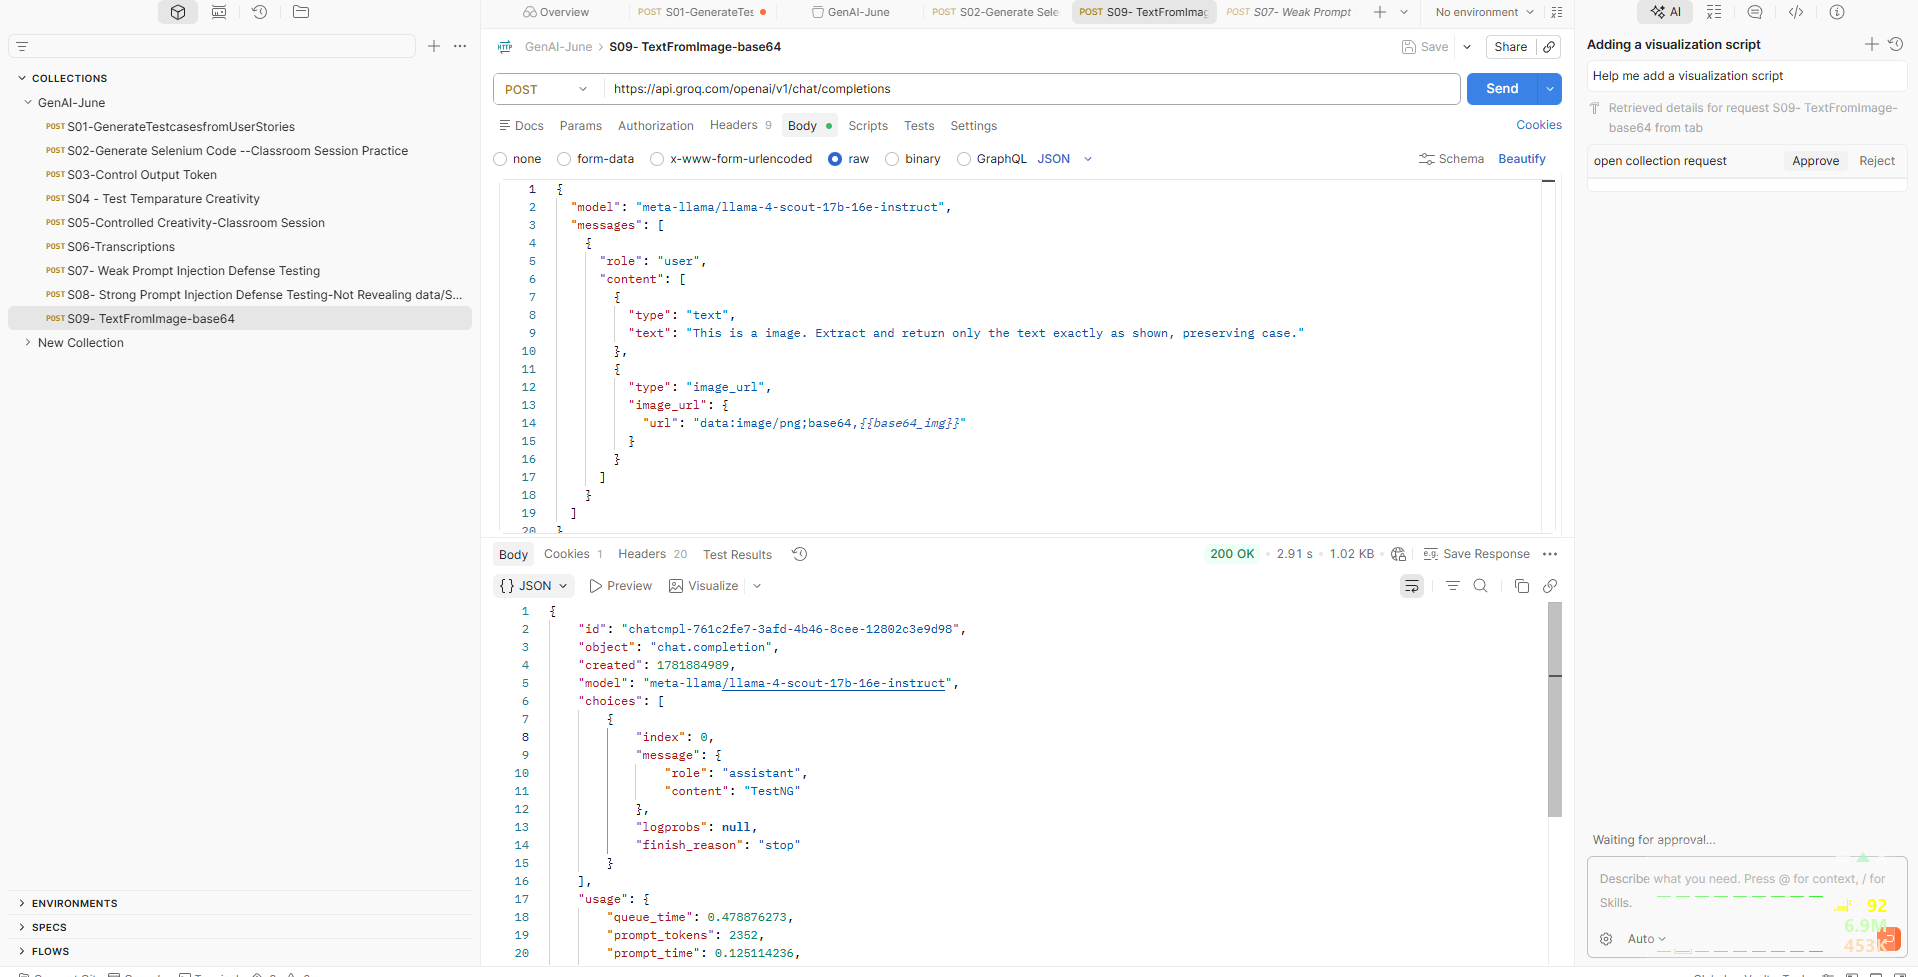 Overview
POST S01-GenerateTes
GenAI-June
POST S02-Generate Sele
POST S09- TextFromImag
POST S07- Weak Prompt
No environment
AI
GenAI-June > S09- TextFromImage-base64
Save
Share
Adding a visualization script
COLLECTIONS
GenAI-June
POST S01-GenerateTestcasesfromUserStories
POST S02-Generate Selenium Code --Classroom Session Practice
POST S03-Control Output Token
POST S04 - Test Temparature Creativity
POST S05-Controlled Creativity-Classroom Session
POST S06-Transcriptions
POST S07- Weak Prompt Injection Defense Testing
POST S08- Strong Prompt Injection Defense Testing-Not Revealing data/S...
POST S09- TextFromImage-base64
New Collection
ENVIRONMENTS
SPECS
FLOWS
POST
https://api.groq.com/openai/v1/chat/completions
Send
Docs Params Authorization Headers 9 Body Scripts Tests Settings
Cookies
none form-data x-www-form-urlencoded raw binary GraphQL JSON
Schema Beautify
1 {
2 "model": "meta-llama/llama-4-scout-17b-16e-instruct",
3 "messages": [
4 {
5 "role": "user",
6 "content": [
7 {
8 "type": "text",
9 "text": "This is a image. Extract and return only the text exactly as shown, preserving case."
10 },
11 {
12 "type": "image_url",
13 "image_url": {
14 "url": "data:image/png;base64,{{base64_img}}"
15 }
16 }
17 ]
18 }
19 ]
20 }
Body Cookies 1 Headers 20 Test Results
200 OK • 2.91 s • 1.02 KB
e.g. Save Response
{} JSON Preview Visualize
1 {
2 "id": "chatcmpl-761c2fe7-3afd-4b46-8cee-12802c3e9d98",
3 "object": "chat.completion",
4 "created": 1781884989,
5 "model": "meta-llama/llama-4-scout-17b-16e-instruct",
6 "choices": [
7 {
8 "index": 0,
9 "message": {
10 "role": "assistant",
11 "content": "TestNG"
12 },
13 "logprobs": null,
14 "finish_reason": "stop"
15 }
16 ],
17 "usage": {
18 "queue_time": 0.478876273,
19 "prompt_tokens": 2352,
20 "prompt_time": 0.125114236,
Help me add a visualization script
Retrieved details for request S09- TextFromImage-
base64 from tab
open collection request Approve Reject
Waiting for approval...
Describe what you need. Press @ for context, / for
Skills.
92
6.9M
453K
Auto